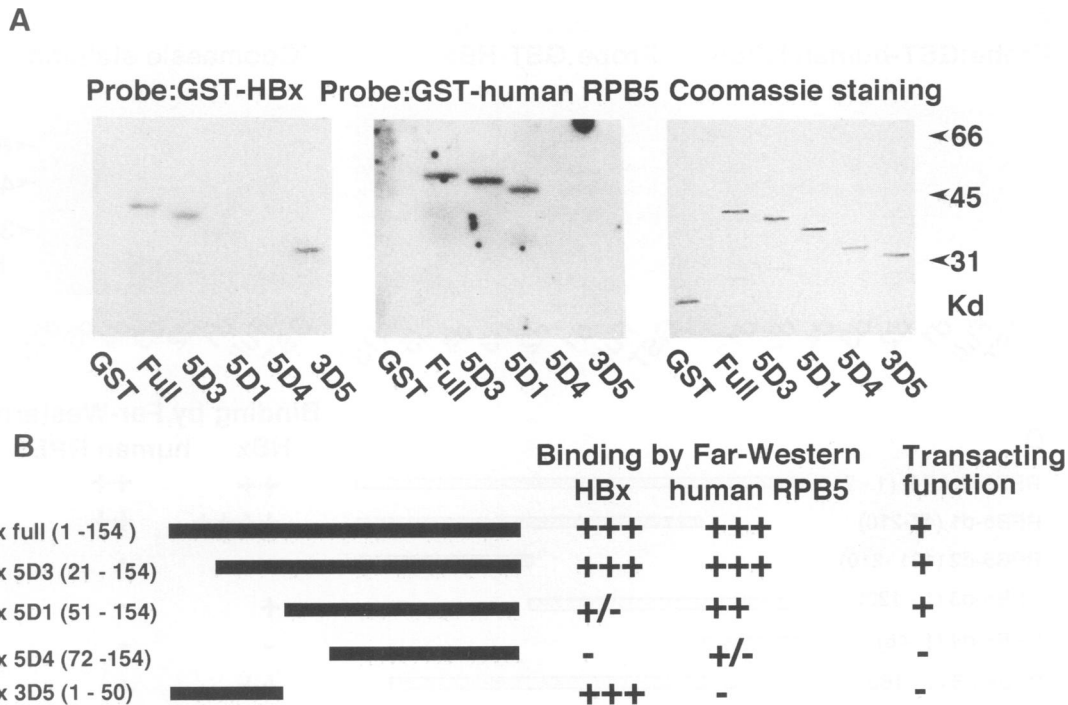 A
Probe:GST-HBx Probe:GST-human RPB5 Coomassie staining
66
45
31
Kd
GST Full 5D3 5D1 5D4 3D5
GST Full 5D3 5D1 5D4 3D5
GST Full 5D3 5D1 5D4 3D5
B
Binding by Far-Western Transacting
HBx human RPB5 function
x full (1 -154 ) +++ +++ +
x 5D3 (21 - 154) +++ +++ +
x 5D1 (51 - 154) +/- ++ +
x 5D4 (72 -154) - +/- -
x 3D5 (1 - 50) +++ - -